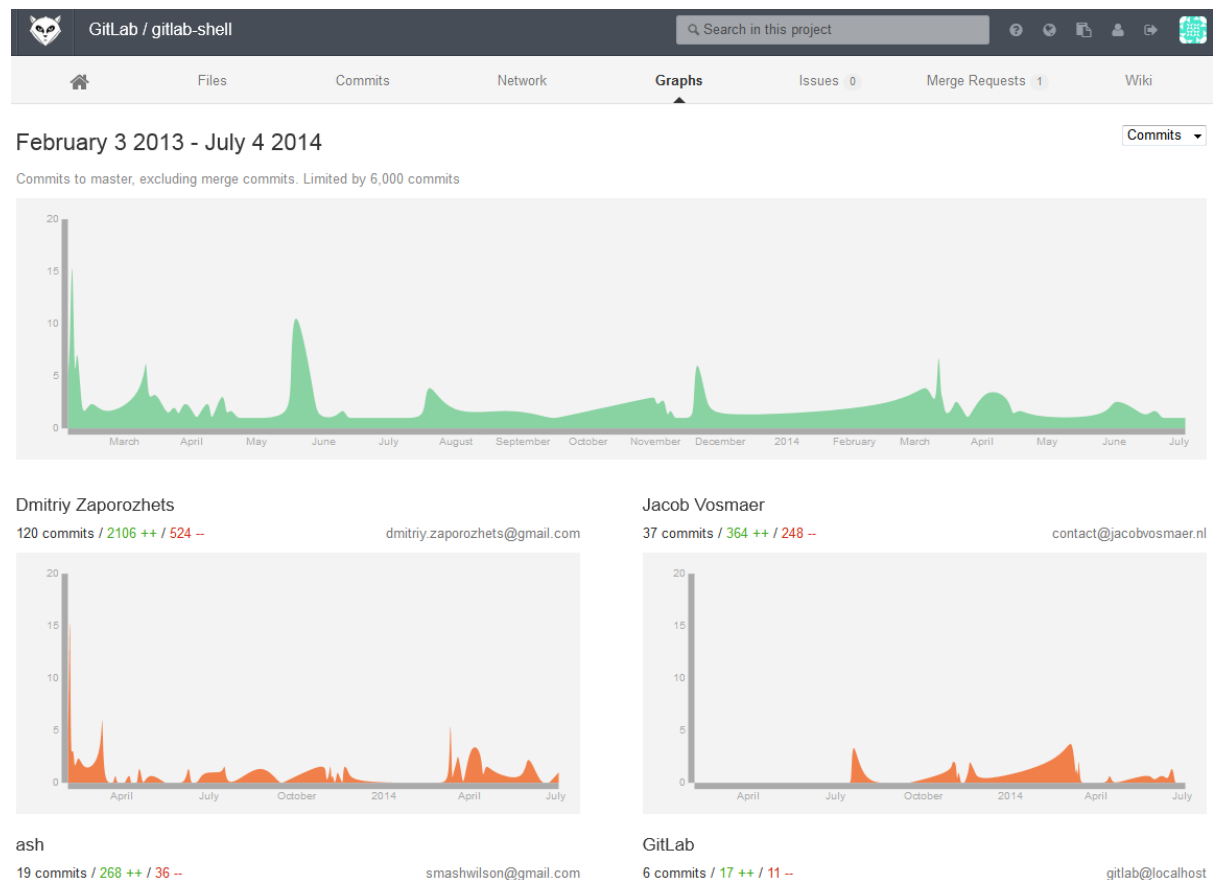 GitLab / gitlab-shell
Search in this project
Files Commits Network Graphs Issues 0 Merge Requests 1 Wiki
February 3 2013 - July 4 2014
Commits
Commits to master, excluding merge commits. Limited by 6,000 commits
20
15
10
5
0
March April May June July August September October November December 2014 February March April May June July
Dmitriy Zaporozhets
120 commits / 2106 ++ / 524 --
dmitriy.zaporozhets@gmail.com
20
15
10
5
0
April July October 2014 April July
Jacob Vosmaer
37 commits / 364 ++ / 248 --
contact@jacobvosmaer.nl
20
15
10
5
0
April July October 2014 April July
ash
19 commits / 268 ++ / 36 --
smashwilson@gmail.com
GitLab
6 commits / 17 ++ / 11 --
gitlab@localhost